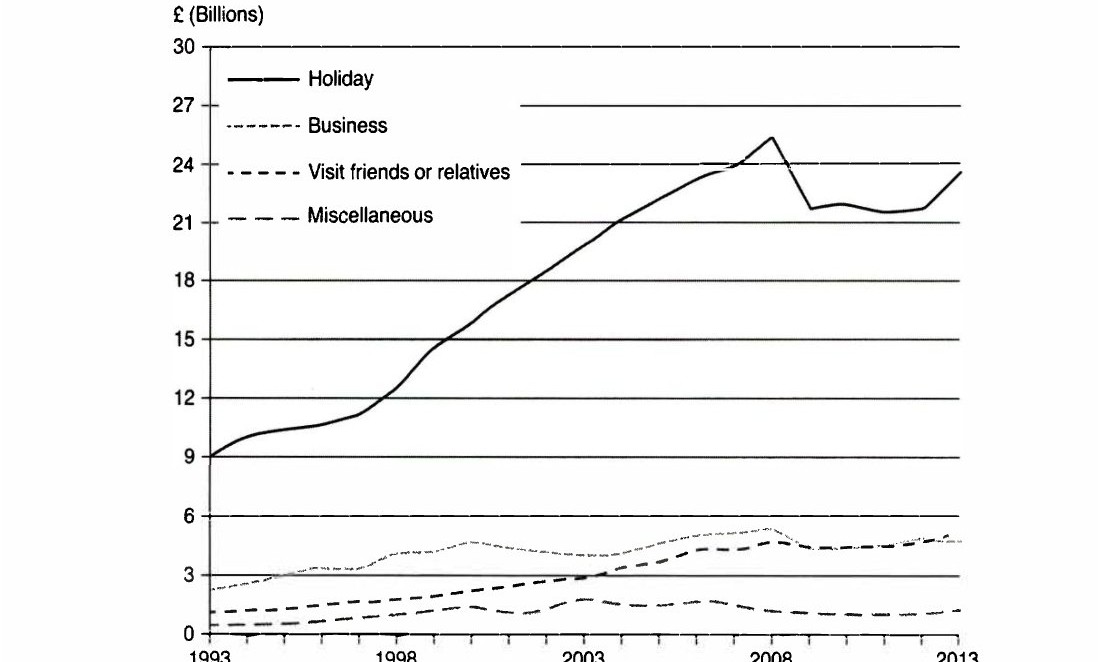 £ (Billions)
30
Holiday
27
Business
24
Visit friends or relatives
Miscellaneous
21
18
15
12
9
6
3
0
1993 1998 2003 2008 2013